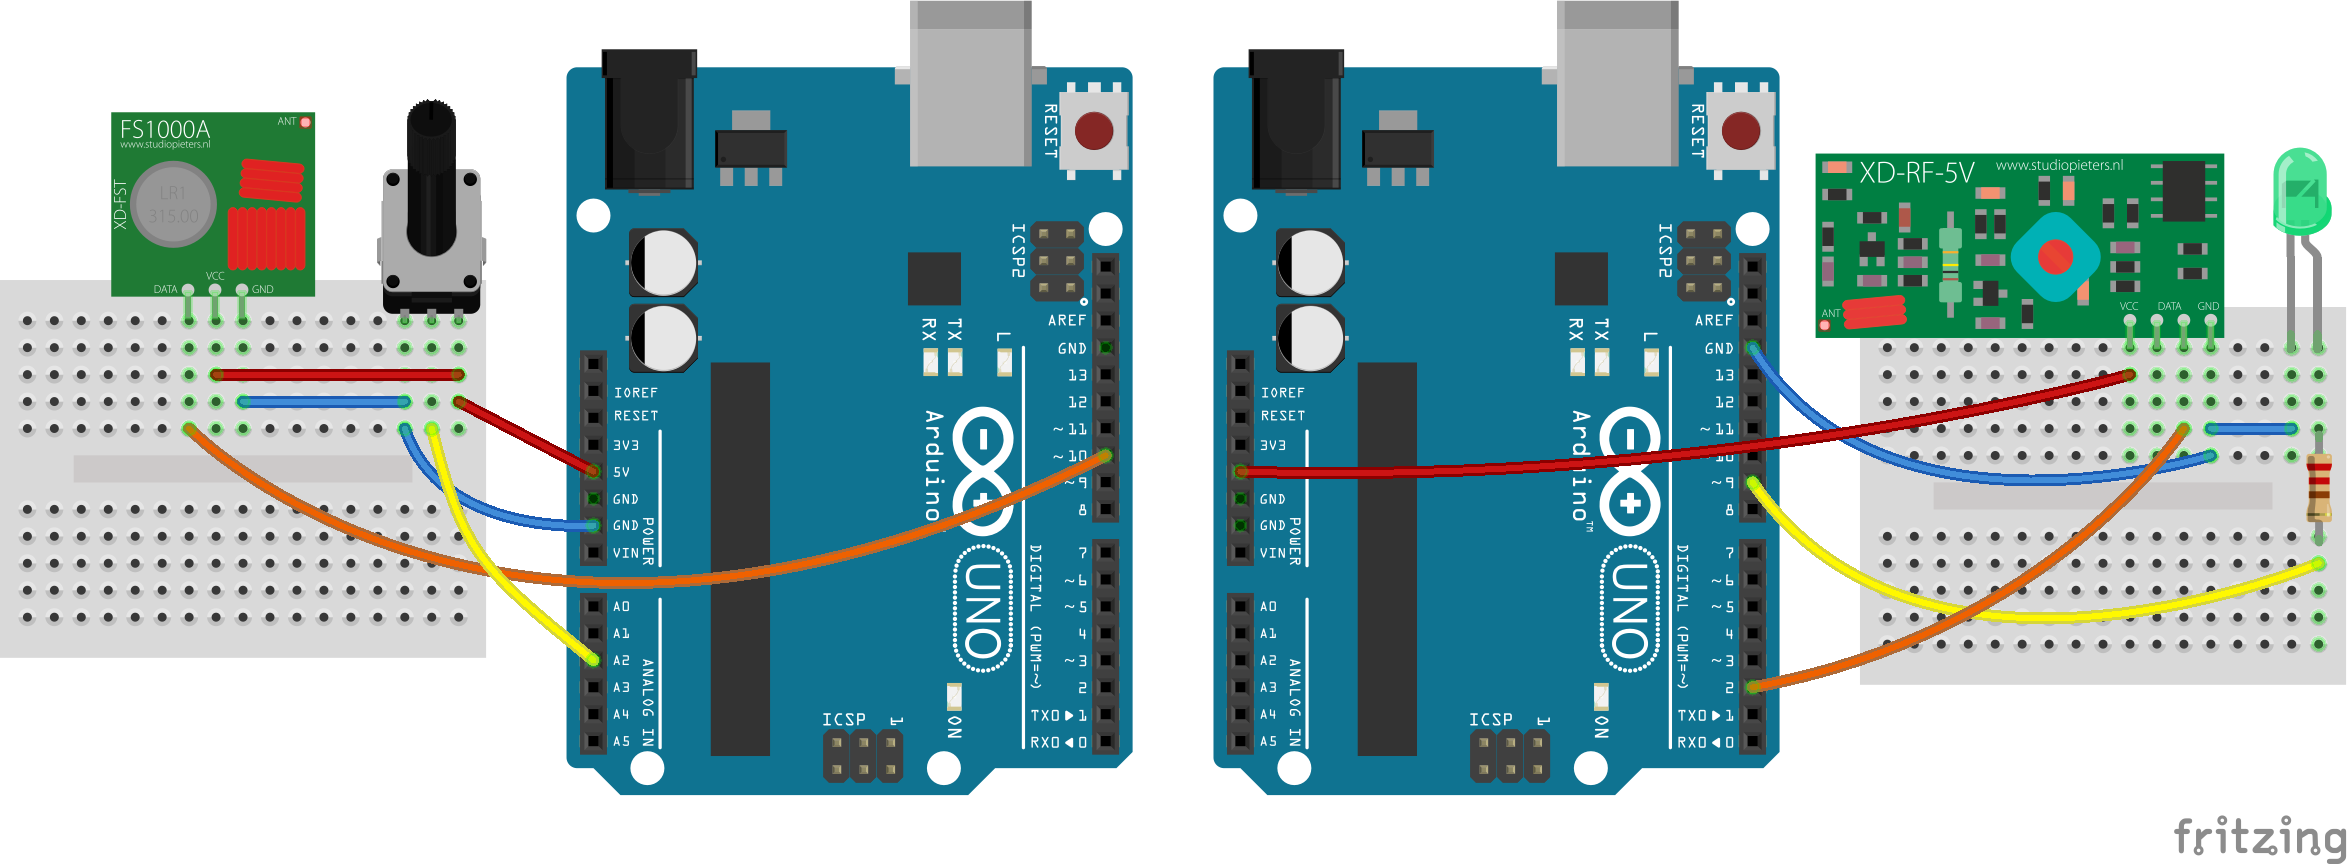 FS1000A
ANT
www.studiopieters.nl
XD-FST
LR1
315.00
VCC
DATA
GND
RESET
ICSP2
AREF
GND
13
12
~11
~10
~9
8
RX
TX
L
IOREF
RESET
3V3
5V
GND
GND
VIN
POWER
Arduino
UNO
DIGITAL (PWM=~)
7
~6
~5
4
~3
2
TX0▶1
RX0◀0
A0
A1
A2
A3
A4
A5
ANALOG IN
ICSP
1
ON
RESET
ICSP2
AREF
GND
13
12
~11
10
~9
8
RX
TX
L
IOREF
RESET
3V3
GND
GND
VIN
POWER
Arduino™
UNO
DIGITAL (PWM=~)
7
~6
~5
4
~3
2
TX0▶1
RX0◀0
A0
A1
A2
A3
A4
A5
ANALOG IN
ICSP
1
ON
XD-RF-5V
www.studiopieters.nl
ANT
VCC
DATA
GND
fritzing